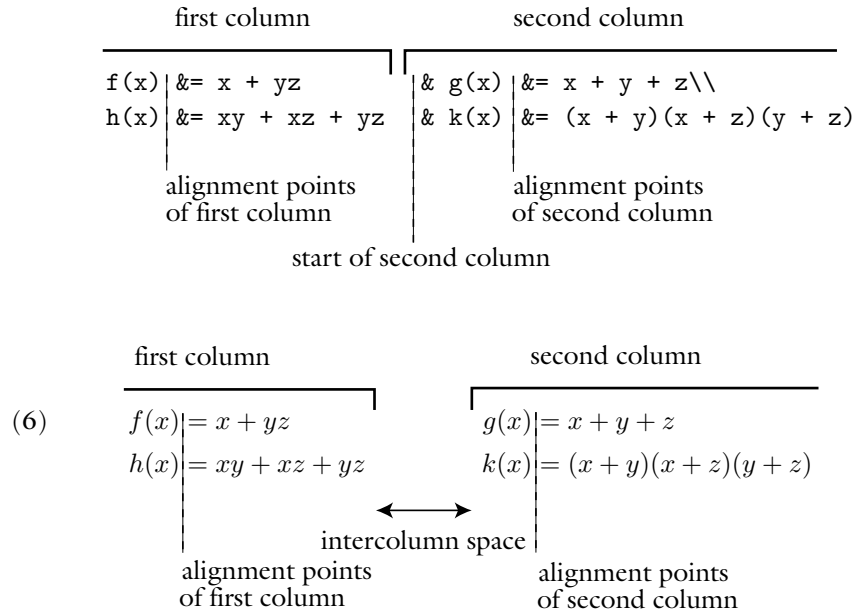 first column second column
f(x) &= x + yz & g(x) &= x + y + z\\
h(x) &= xy + xz + yz & k(x) &= (x + y)(x + z)(y + z)
alignment points alignment points
of first column of second column
start of second column
first column second column
(6) f(x) = x + yz g(x) = x + y + z
h(x) = xy + xz + yz k(x) = (x + y)(x + z)(y + z)
intercolumn space
alignment points alignment points
of first column of second column